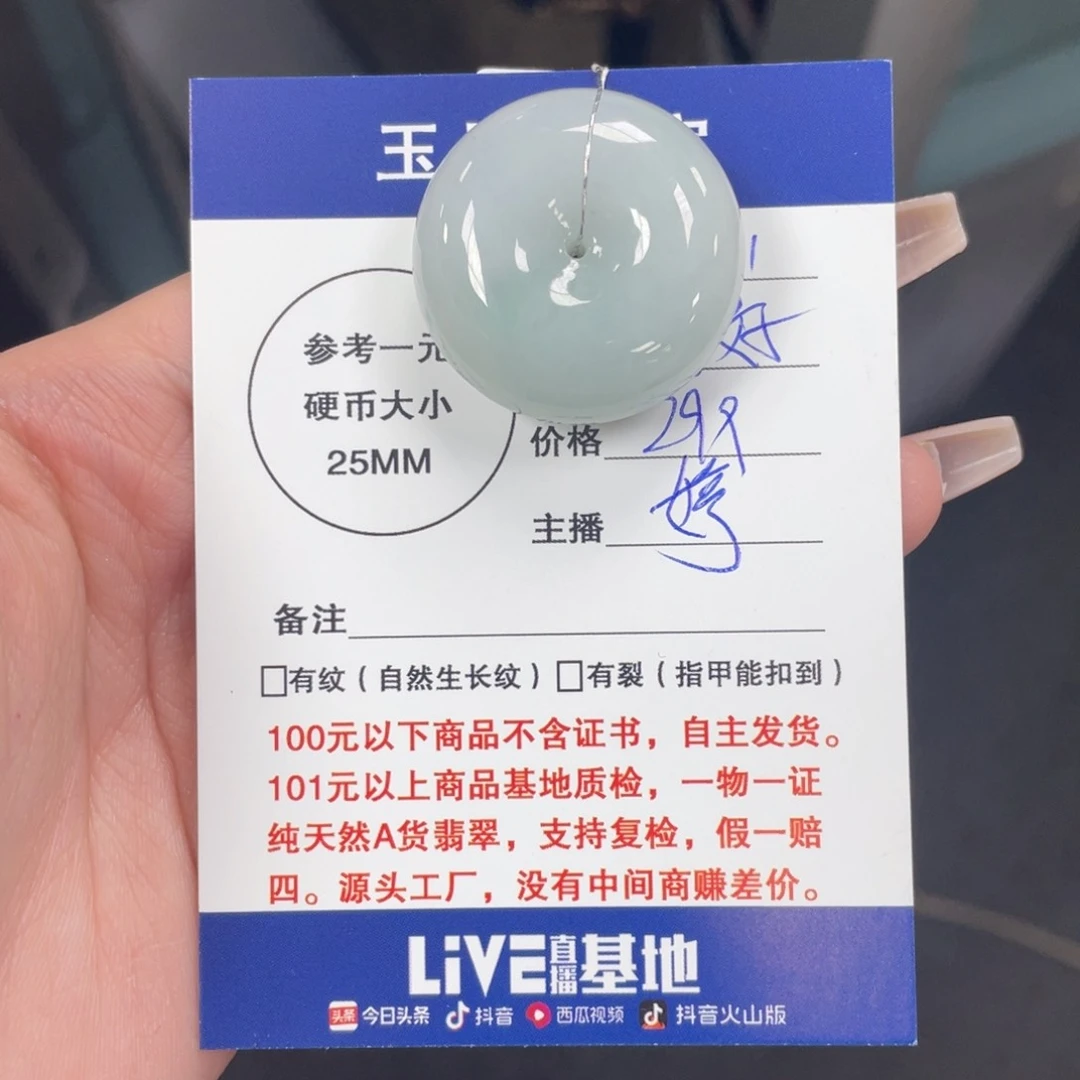 玉
参考一元
硬币大小
25MM
价格 299
主播 婷
备注
□有纹（自然生长纹）□有裂（指甲能扣到）
100元以下商品不含证书，自主发货。
101元以上商品基地质检，一物一证
纯天然A货翡翠，支持复检，假一赔
四。源头工厂，没有中间商赚差价。
LiVE直播基地
头条 今日头条 抖音 西瓜视频 抖音火山版